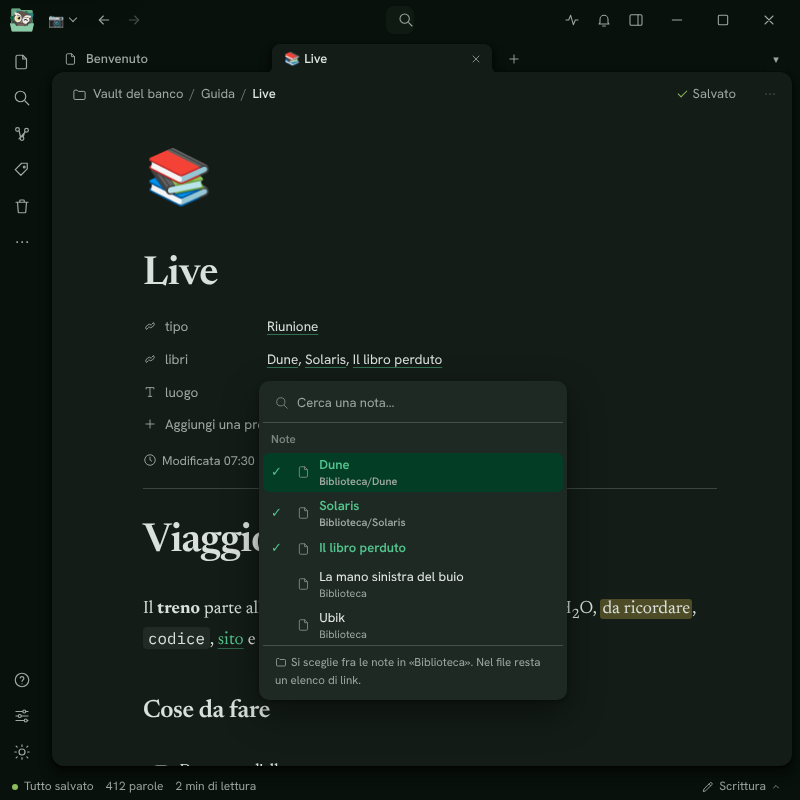 Benvenuto
Live
Vault del banco / Guida / Live
Salvato
Live
tipo
Riunione
libri
Dune, Solaris, Il libro perduto
luogo
Aggiungi una pr
Modificata 07:30
Cerca una nota...
Note
Dune
Biblioteca/Dune
Solaris
Biblioteca/Solaris
Il libro perduto
La mano sinistra del buio
Biblioteca
Ubik
Biblioteca
Si sceglie fra le note in «Biblioteca». Nel file resta
un elenco di link.
Viaggio
Il treno parte al
H₂O, da ricordare,
codice, sito e
Cose da fare
Tutto salvato
412 parole
2 min di lettura
Scrittura